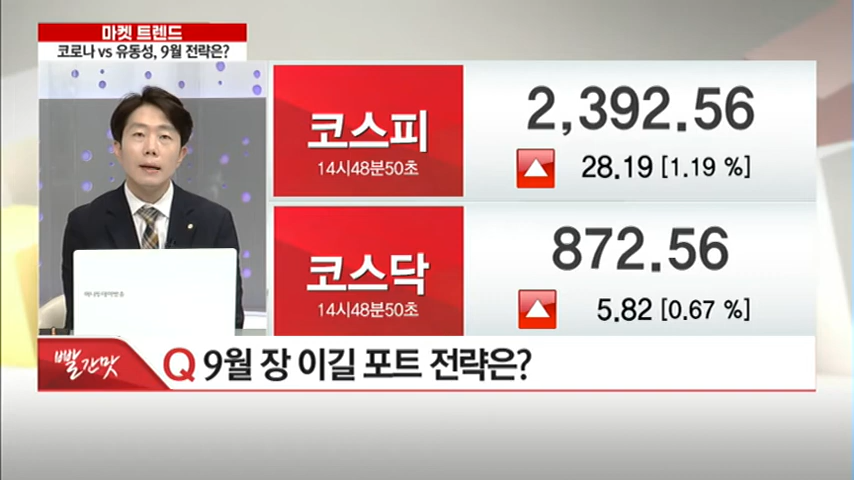 마켓 트렌드
코로나 vs 유동성, 9월 전략은?
코스피
14시48분50초
2,392.56
28.19 [1.19 %]
코스닥
14시48분50초
872.56
5.82 [0.67 %]
빨간맛
Q 9월 장 이길 포트 전략은?